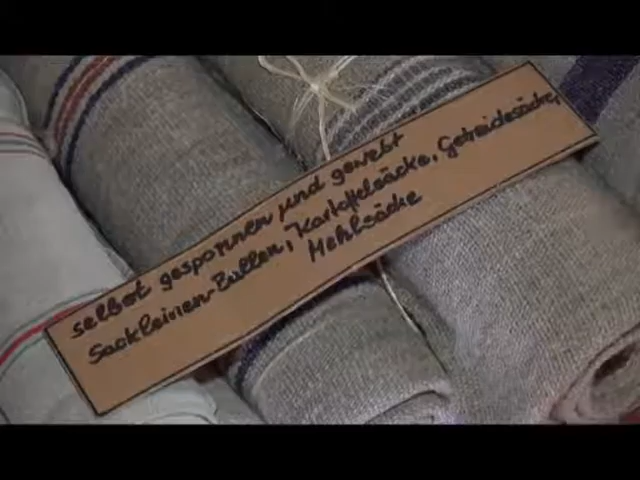 selbst gesponnen und gewebt
Sackleinen-Ballen, Kartoffelsäcke, Getreidesäcke,
Mehlsäcke